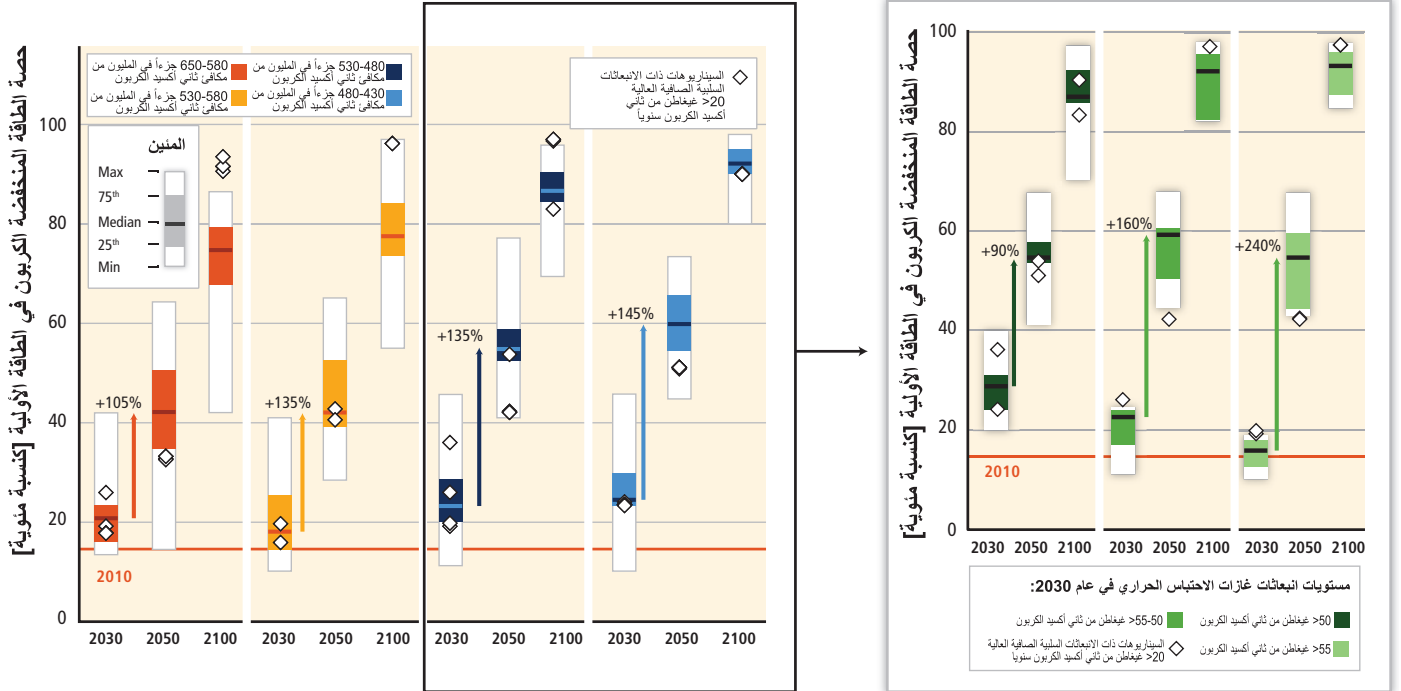 حصة الطاقة المنخفضة الكربون في الطاقة الأولية [كنسبة مئوية]
650-580 جزءاً في المليون من
مكافئ ثاني أكسيد الكربون
530-480 جزءاً في المليون من
مكافئ ثاني أكسيد الكربون
530-580 جزءاً في المليون من
مكافئ ثاني أكسيد الكربون
480-430 جزءاً في المليون من
مكافئ ثاني أكسيد الكربون
السيناريوهات ذات الانبعاثات
السلبية الصافية العالية
>20 غيغاطن من ثاني
أكسيد الكربون سنوياً
المئين
Max
75th
Median
25th
Min
100
80
60
40
20
0
+105%
+135%
+135%
+145%
2010
2030 2050 2100
2030 2050 2100
2030 2050 2100
2030 2050 2100
حصة الطاقة المنخفضة الكربون في الطاقة الأولية [كنسبة مئوية]
100
80
60
40
20
0
+90%
+160%
+240%
2010
2030 2050 2100
2030 2050 2100
2030 2050 2100
مستويات انبعاثات غازات الاحتباس الحراري في عام 2030:
<50 غيغاطن من ثاني أكسيد الكربون
55-50< غيغاطن من ثاني أكسيد الكربون
>55 غيغاطن من ثاني أكسيد الكربون
السيناريوهات ذات الانبعاثات السلبية الصافية العالية
>20 غيغاطن من ثاني أكسيد الكربون سنويا